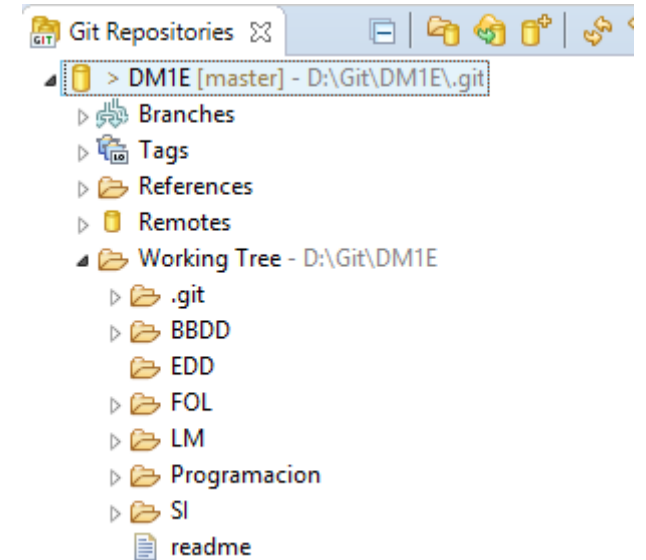 Git Repositories
> DM1E [master] - D:\Git\DM1E\.git
Branches
Tags
References
Remotes
Working Tree - D:\Git\DM1E
.git
BBDD
EDD
FOL
LM
Programacion
SI
readme